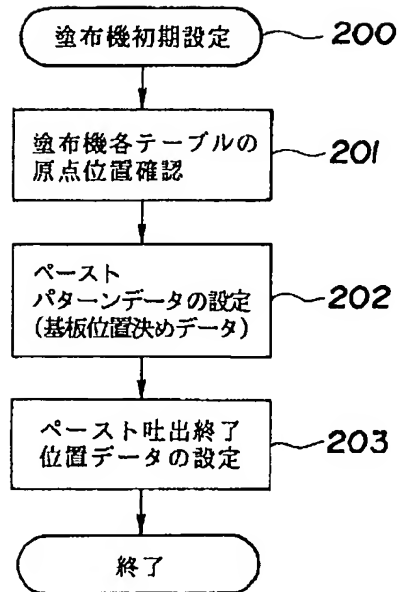 塗布機初期設定
200
塗布機各テーブルの
原点位置確認
201
ペースト
パターンデータの設定
(基板位置決めデータ)
202
ペースト吐出終了
位置データの設定
203
終了